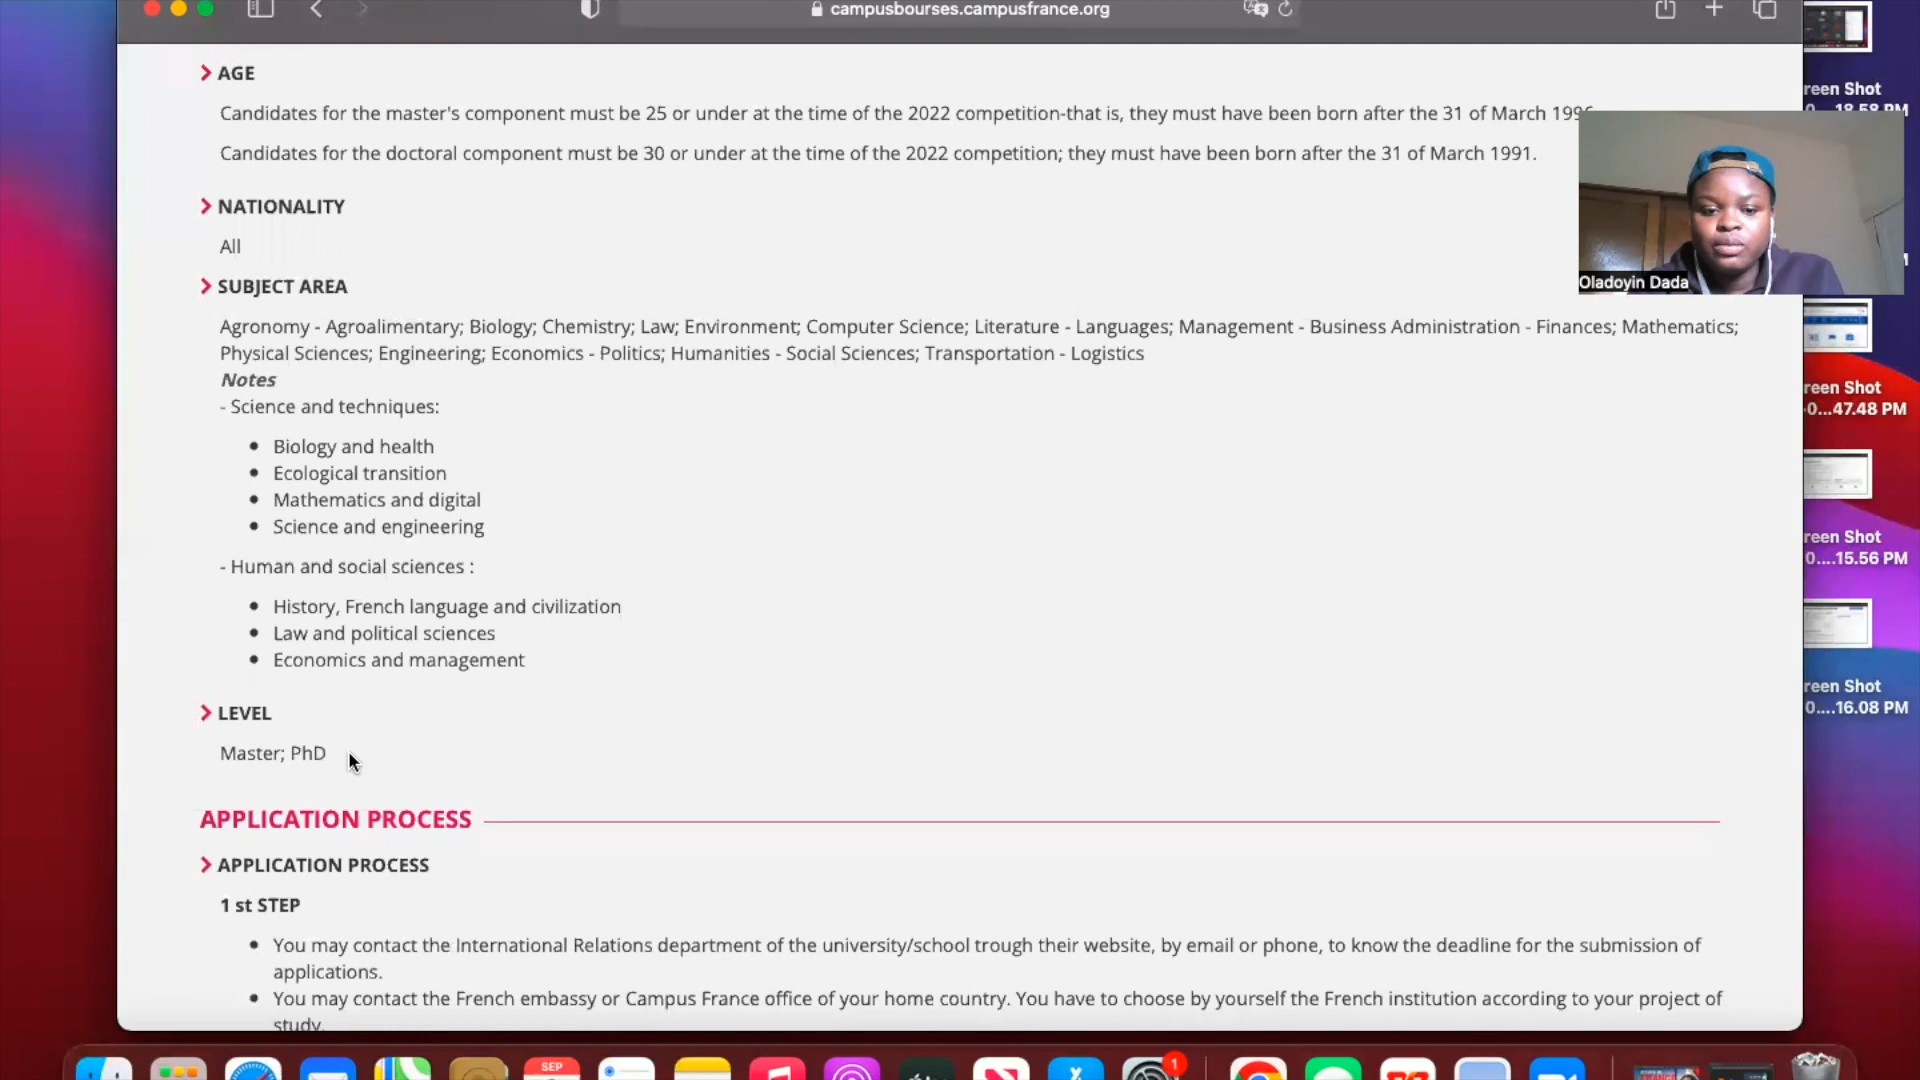 campusbourses.campusfrance.org
AGE
Candidates for the master's component must be 25 or under at the time of the 2022 competition-that is, they must have been born after the 31 of March 1996
Candidates for the doctoral component must be 30 or under at the time of the 2022 competition; they must have been born after the 31 of March 1991.
NATIONALITY
All
SUBJECT AREA
Agronomy - Agroalimentary; Biology; Chemistry; Law; Environment; Computer Science; Literature - Languages; Management - Business Administration - Finances; Mathematics;
Physical Sciences; Engineering; Economics - Politics; Humanities - Social Sciences; Transportation - Logistics
Notes
- Science and techniques:
Biology and health
Ecological transition
Mathematics and digital
Science and engineering
- Human and social sciences :
History, French language and civilization
Law and political sciences
Economics and management
LEVEL
Master; PhD
APPLICATION PROCESS
APPLICATION PROCESS
1 st STEP
You may contact the International Relations department of the university/school trough their website, by email or phone, to know the deadline for the submission of
applications.
You may contact the French embassy or Campus France office of your home country. You have to choose by yourself the French institution according to your project of
study.
Oladoyin Dada
reen Shot
0...18.58 PM
reen Shot
0...47.48 PM
reen Shot
0....15.56 PM
reen Shot
0....16.08 PM
SEP
1